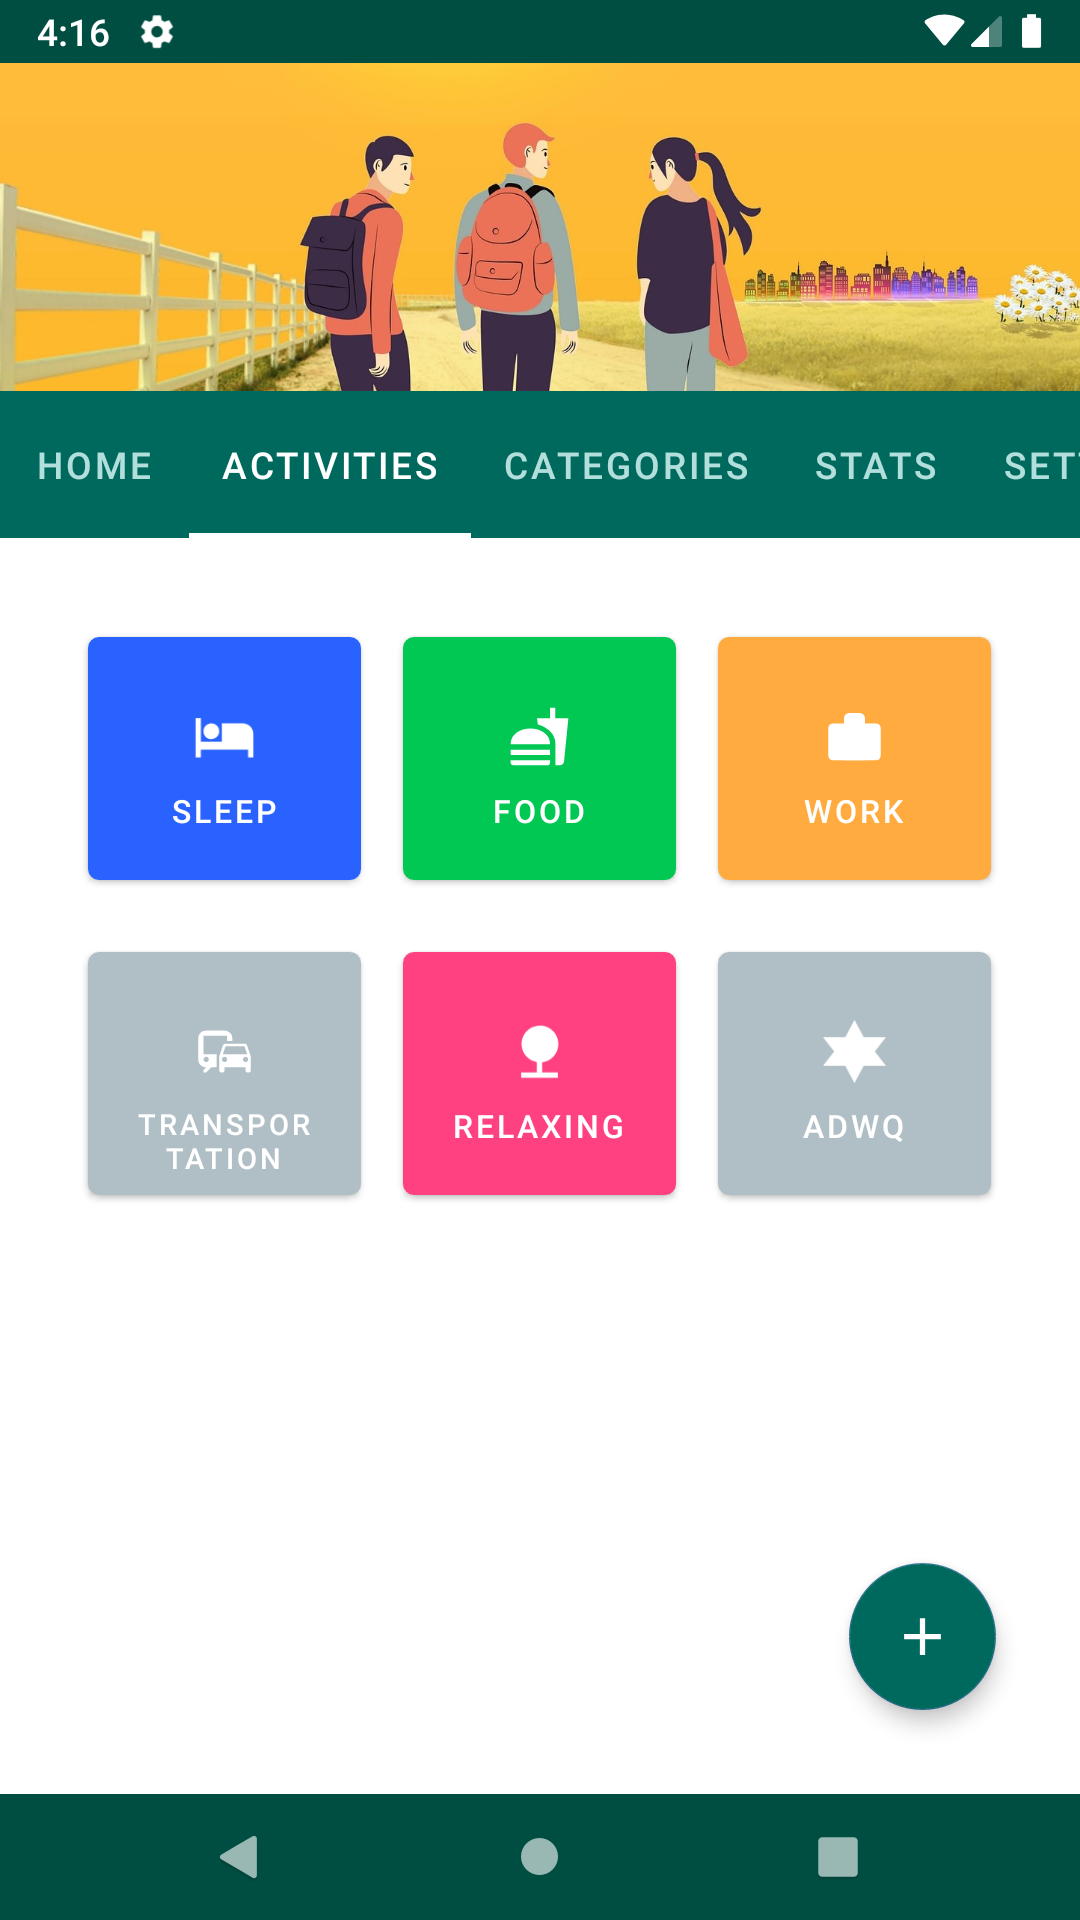 4:16
HOME ACTIVITIES CATEGORIES STATS SET
SLEEP FOOD WORK
TRANSPOR
TATION
RELAXING ADWQ